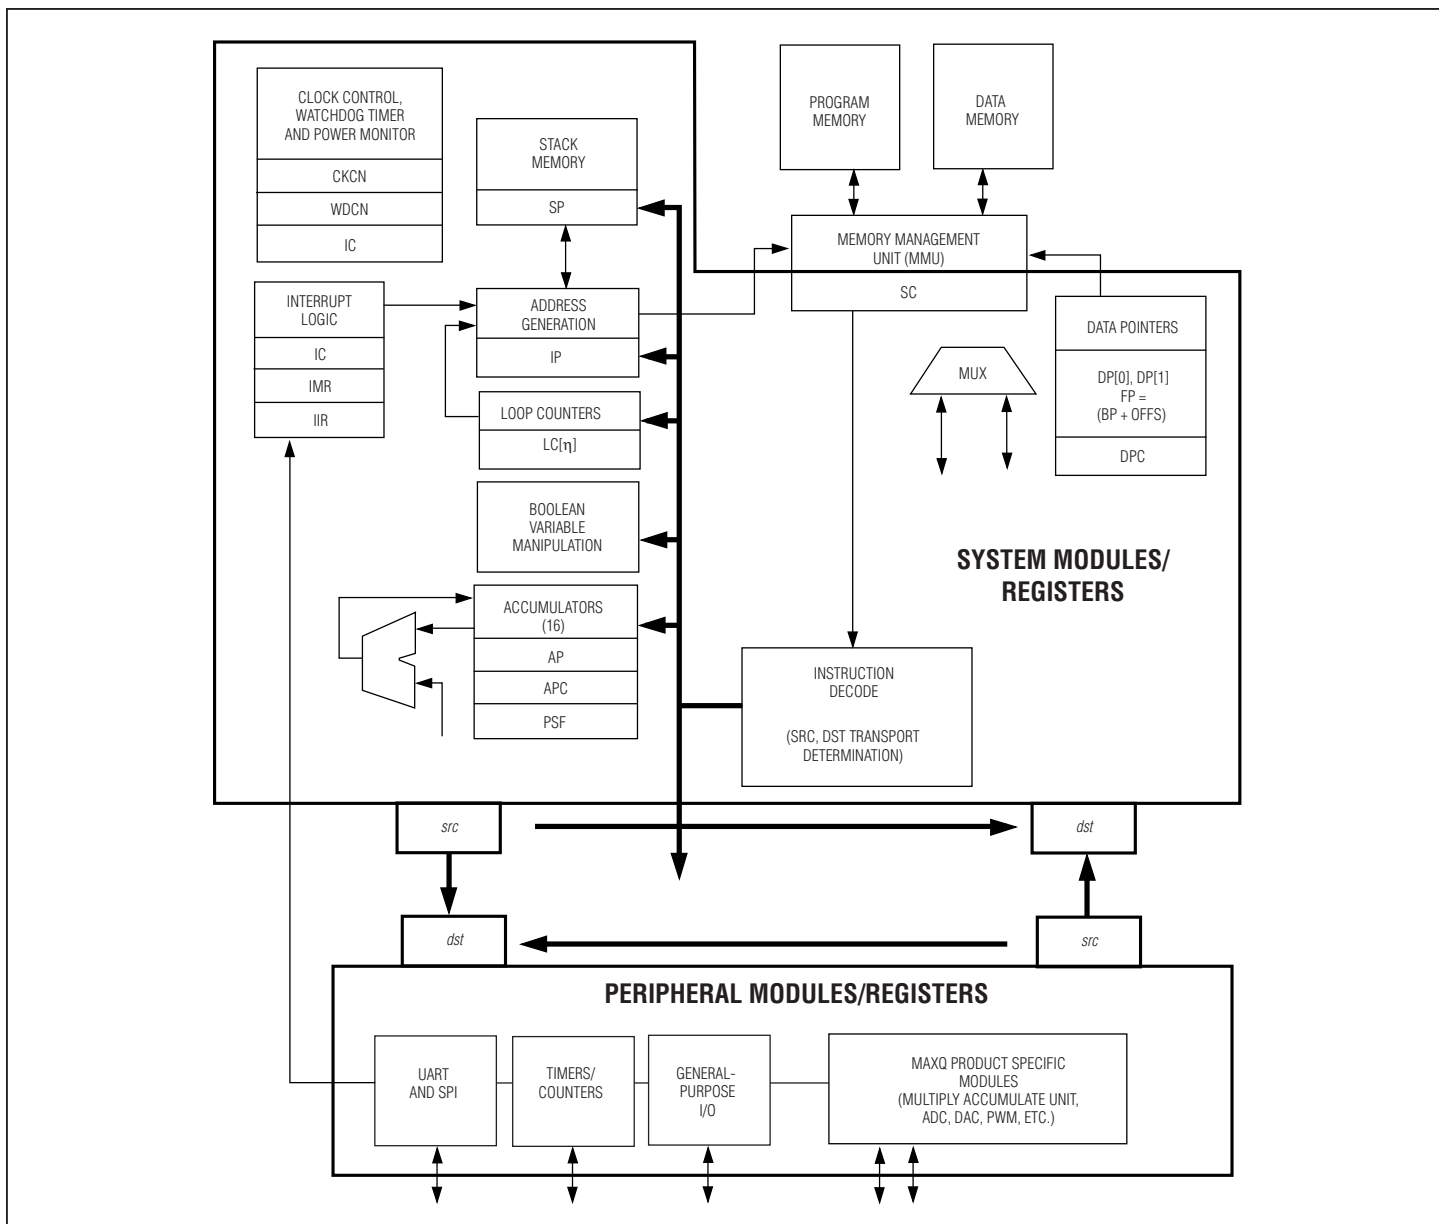 CLOCK CONTROL,
WATCHDOG TIMER
AND POWER MONITOR
CKCN
WDCN
IC
STACK
MEMORY
SP
PROGRAM
MEMORY
DATA
MEMORY
MEMORY MANAGEMENT
UNIT (MMU)
SC
INTERRUPT
LOGIC
IC
IMR
IIR
ADDRESS
GENERATION
IP
LOOP COUNTERS
LC[η]
MUX
DATA POINTERS
DP[0], DP[1]
FP =
(BP + OFFS)
DPC
BOOLEAN
VARIABLE
MANIPULATION
SYSTEM MODULES/
REGISTERS
ACCUMULATORS
(16)
AP
APC
PSF
INSTRUCTION
DECODE
(SRC, DST TRANSPORT
DETERMINATION)
src
dst
dst
src
PERIPHERAL MODULES/REGISTERS
UART
AND SPI
TIMERS/
COUNTERS
GENERAL-
PURPOSE
I/O
MAXQ PRODUCT SPECIFIC
MODULES
(MULTIPLY ACCUMULATE UNIT,
ADC, DAC, PWM, ETC.)